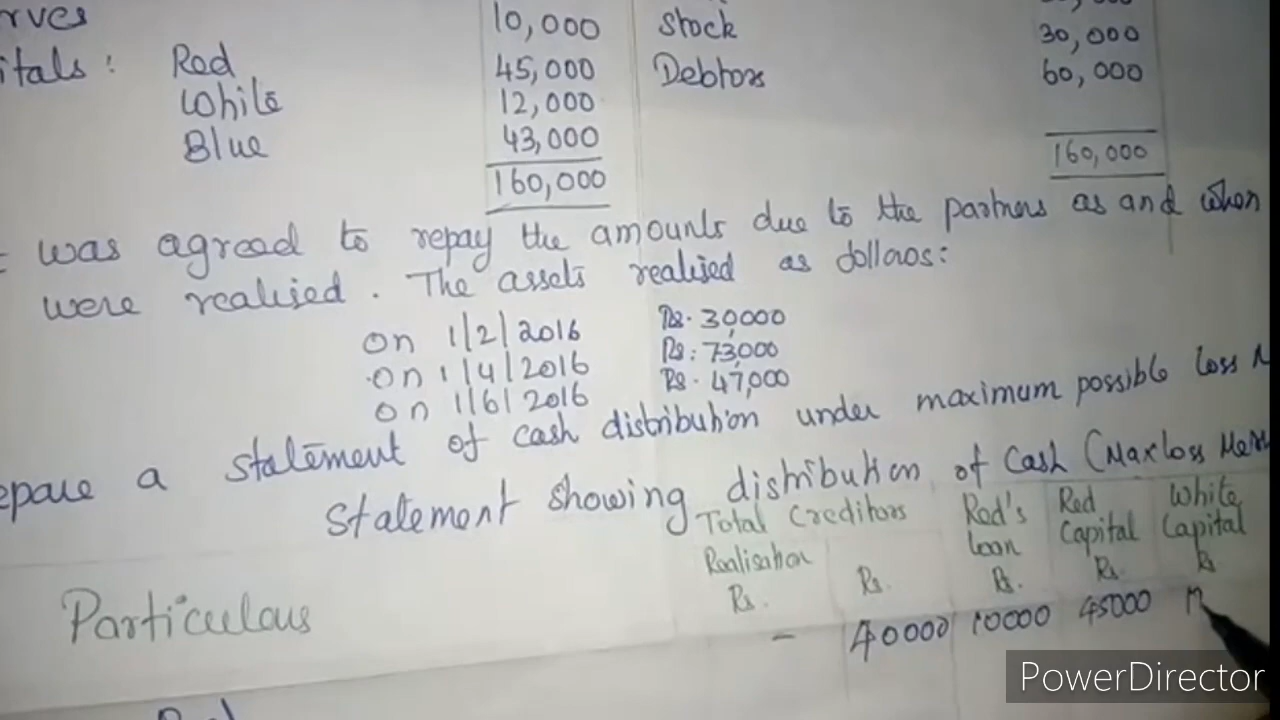 rves 10,000 Stock 30,000
itals: Red 45,000 Debtors 60,000
White 12,000
Blue 43,000
160,000 160,000
was agreed to repay the amounts due to the partners as and when
were realised. The assets realised as follows:
on 1/2/2016 Rs. 30000
on 1/4/2016 Rs: 73,000
on 1/6/2016 Rs. 47,000
epare a statement of cash distribution under maximum possible loss
Statement showing distribution of Cash (Maxloss
Total Creditors Red's Red White
Realisation loan Capital Capital
Particulars Rs. Rs. Rs. Rs. Rs
- 40000 10000 45000
PowerDirector